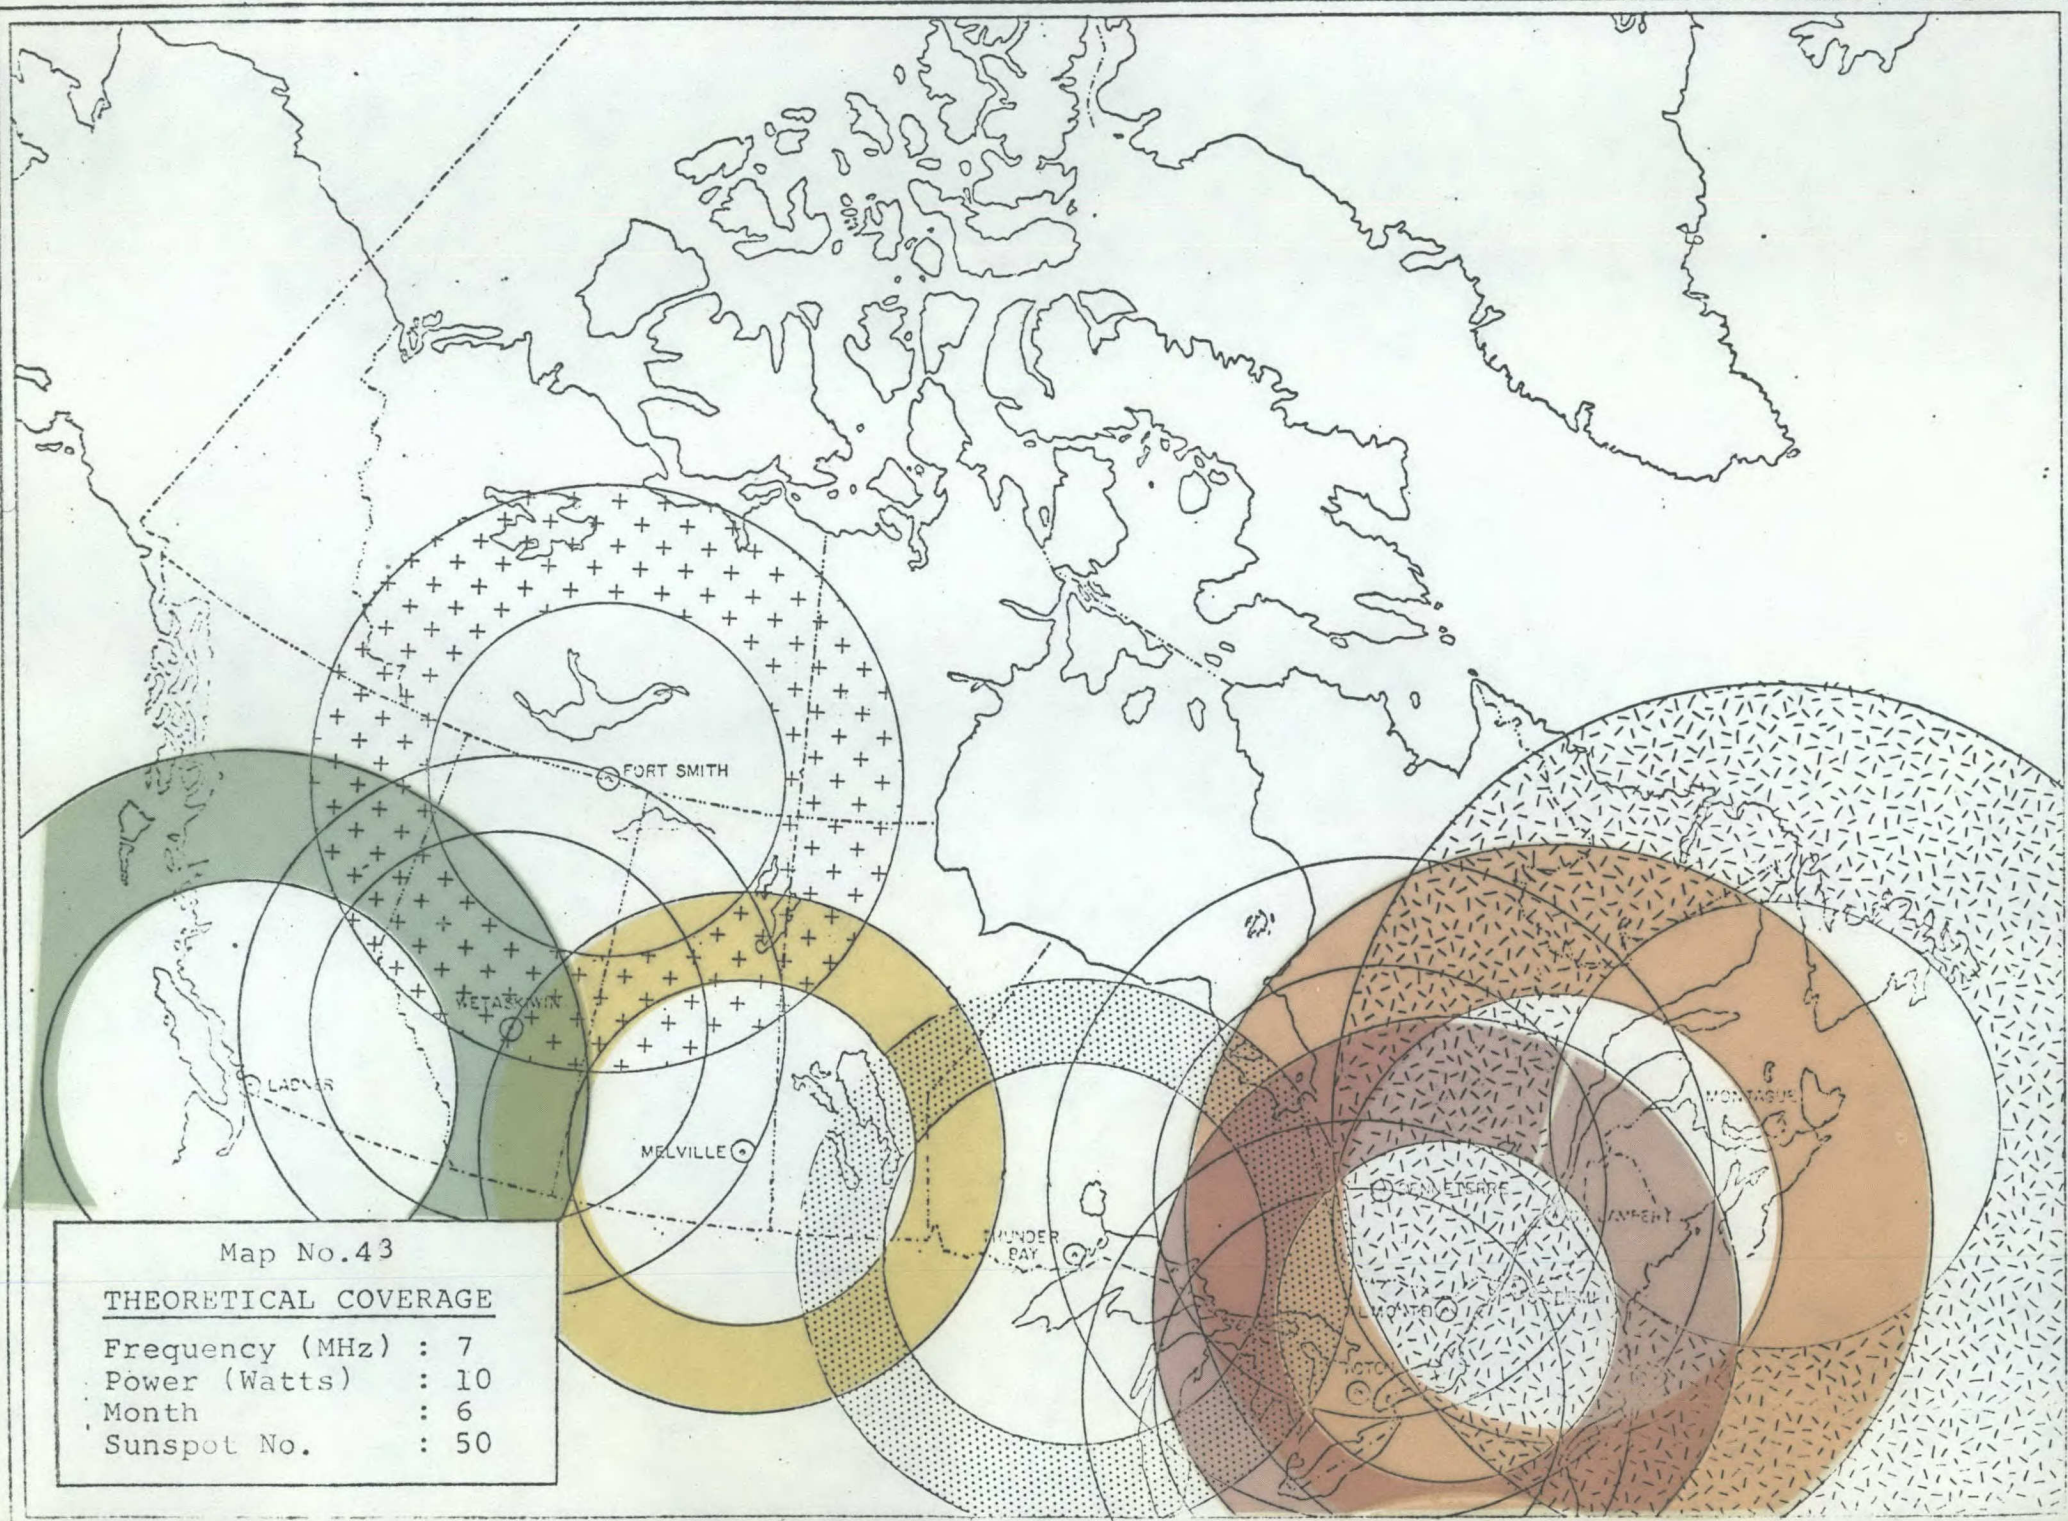 FORT SMITH
WETASKIWIN
LADNER
MELVILLE
MONTAGUE
SENNETERRE
THUNDER
BAY
ALMONTE
Map No.43
THEORETICAL COVERAGE
Frequency (MHz) : 7
Power (Watts) : 10
Month : 6
Sunspot No. : 50